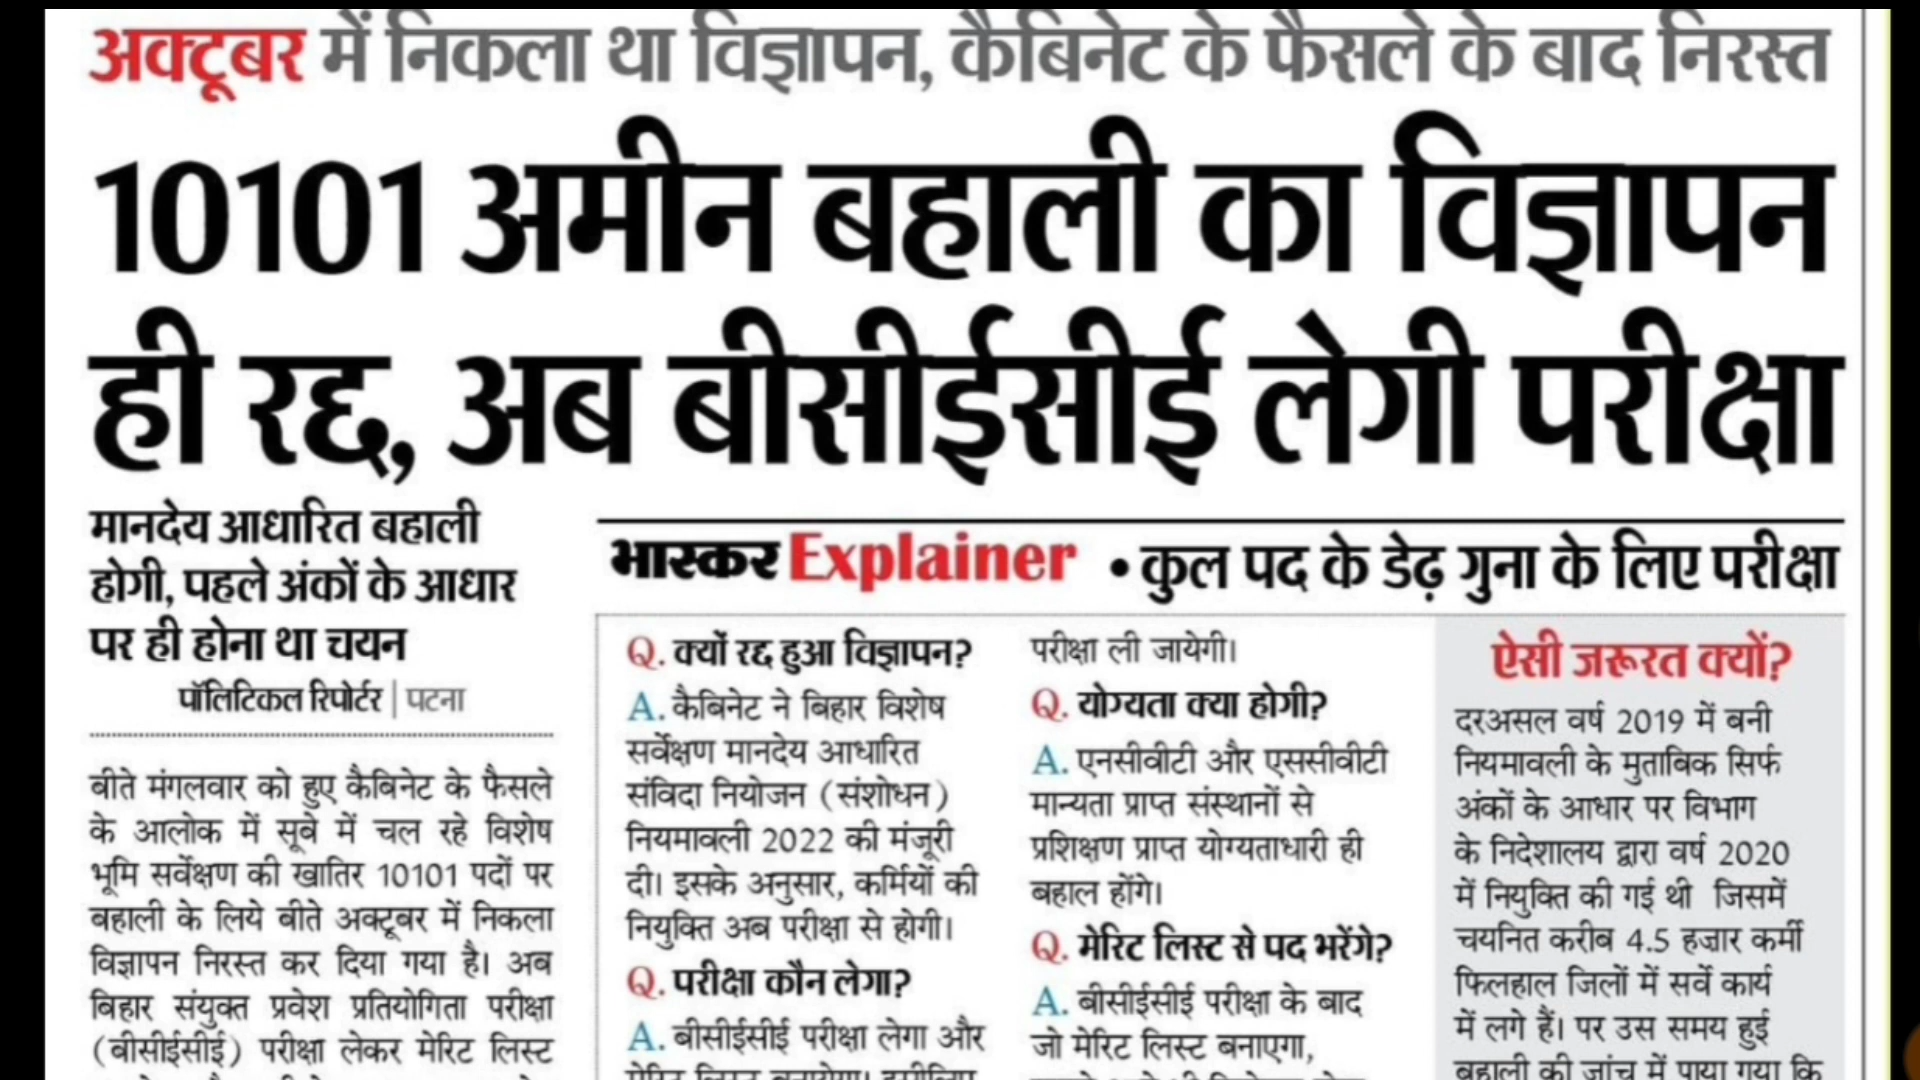 अक्टूबर में निकला था विज्ञापन, कैबिनेट के फैसले के बाद निरस्त
10101 अमीन बहाली का विज्ञापन
ही रद्द, अब बीसीईसीई लेगी परीक्षा
मानदेय आधारित बहाली
होगी, पहले अंकों के आधार
पर ही होना था चयन
पॉलिटिकल रिपोर्टर | पटना
बीते मंगलवार को हुए कैबिनेट के फैसले
के आलोक में सूबे में चल रहे विशेष
भूमि सर्वेक्षण की खातिर 10101 पदों पर
बहाली के लिये बीते अक्टूबर में निकला
विज्ञापन निरस्त कर दिया गया है। अब
बिहार संयुक्त प्रवेश प्रतियोगिता परीक्षा
(बीसीईसीई) परीक्षा लेकर मेरिट लिस्ट
भास्कर Explainer • कुल पद के डेढ़ गुना के लिए परीक्षा
Q. क्यों रद्द हुआ विज्ञापन?
A. कैबिनेट ने बिहार विशेष
सर्वेक्षण मानदेय आधारित
संविदा नियोजन (संशोधन)
नियमावली 2022 की मंजूरी
दी। इसके अनुसार, कर्मियों की
नियुक्ति अब परीक्षा से होगी।
Q. परीक्षा कौन लेगा?
A. बीसीईसीई परीक्षा लेगा और
मेरिट लिस्ट बनायेगा। इसीलिए
परीक्षा ली जायेगी।
Q. योग्यता क्या होगी?
A. एनसीवीटी और एससीवीटी
मान्यता प्राप्त संस्थानों से
प्रशिक्षण प्राप्त योग्यताधारी ही
बहाल होंगे।
Q. मेरिट लिस्ट से पद भरेंगे?
A. बीसीईसीई परीक्षा के बाद
जो मेरिट लिस्ट बनाएगा,
ऐसी जरूरत क्यों?
दरअसल वर्ष 2019 में बनी
नियमावली के मुताबिक सिर्फ
अंकों के आधार पर विभाग
के निदेशालय द्वारा वर्ष 2020
में नियुक्ति की गई थी जिसमें
चयनित करीब 4.5 हजार कर्मी
फिलहाल जिलों में सर्वे कार्य
में लगे हैं। पर उस समय हुई
बहाली की जांच में पाया गया कि